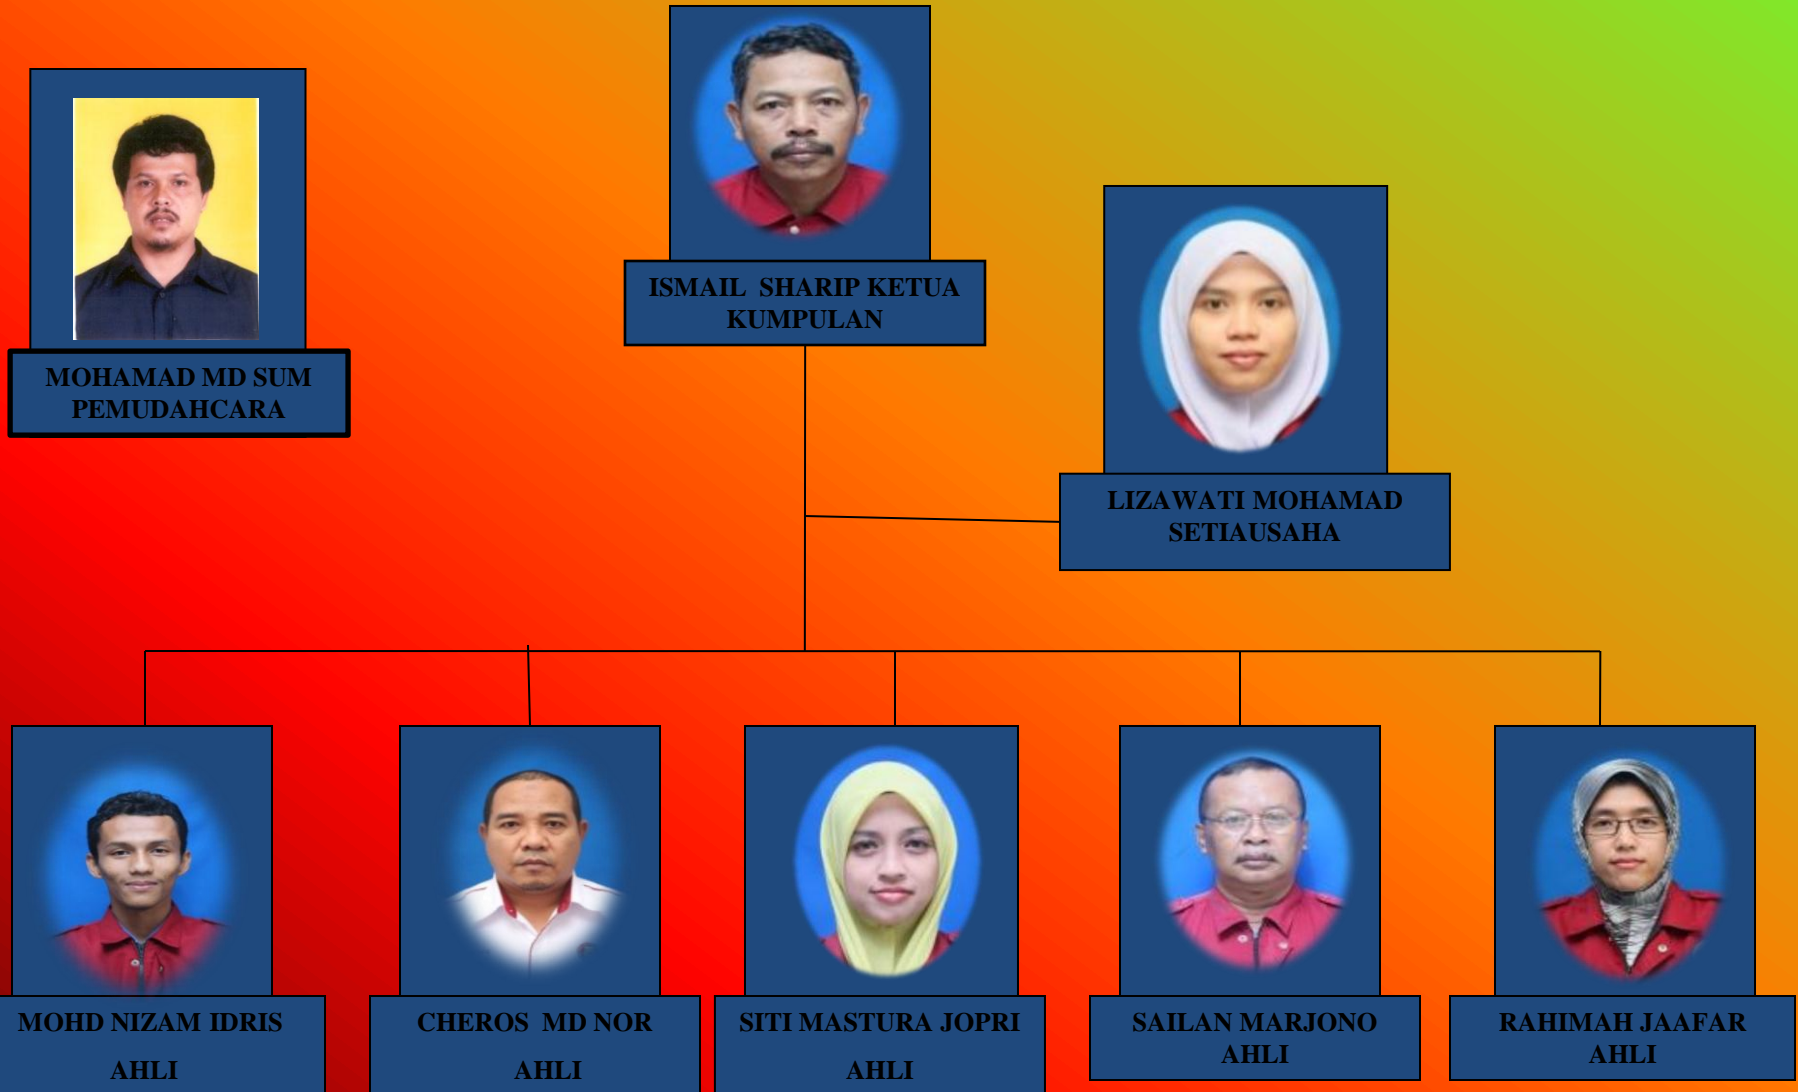 ISMAIL SHARIP KETUA
KUMPULAN
MOHAMAD MD SUM
PEMUDAHCARA
LIZAWATI MOHAMAD
SETIAUSAHA
MOHD NIZAM IDRIS
AHLI
CHEROS MD NOR
AHLI
SITI MASTURA JOPRI
AHLI
SAILAN MARJONO
AHLI
RAHIMAH JAAFAR
AHLI